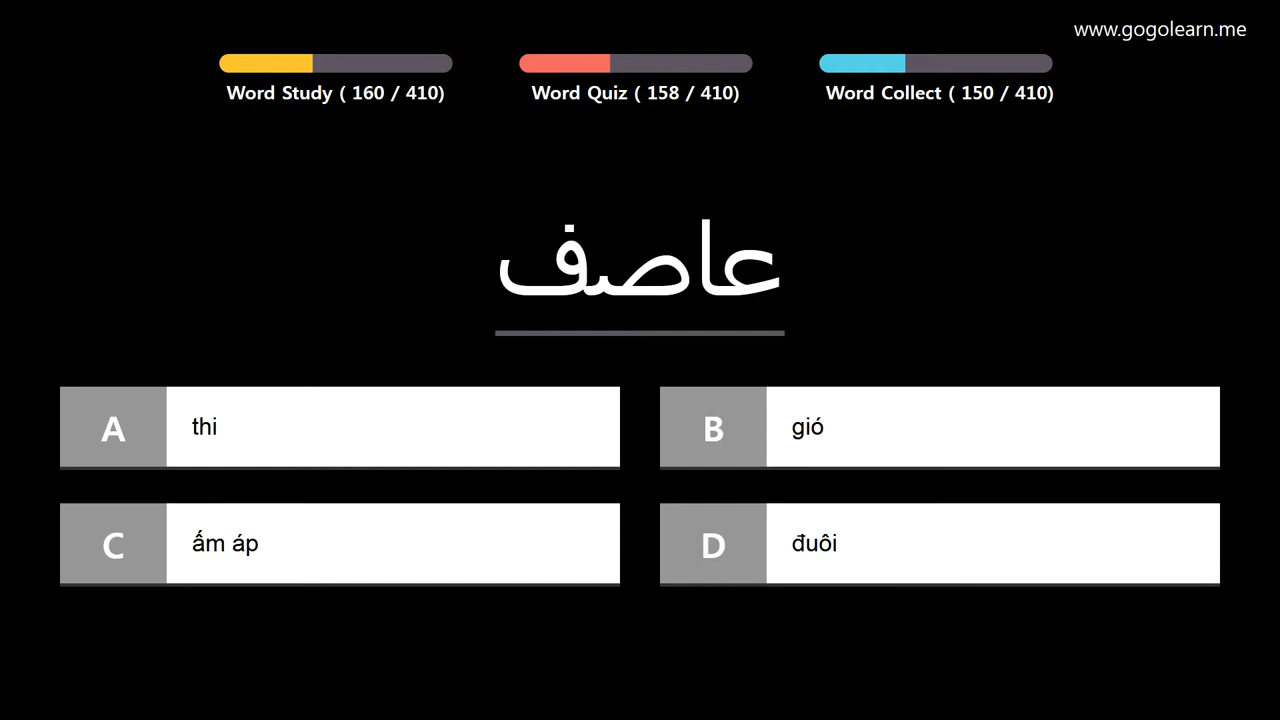 www.gogolearn.me
Word Study ( 160 / 410)
Word Quiz ( 158 / 410)
Word Collect ( 150 / 410)
عاصف
A thi
B gió
C ấm áp
D đuôi